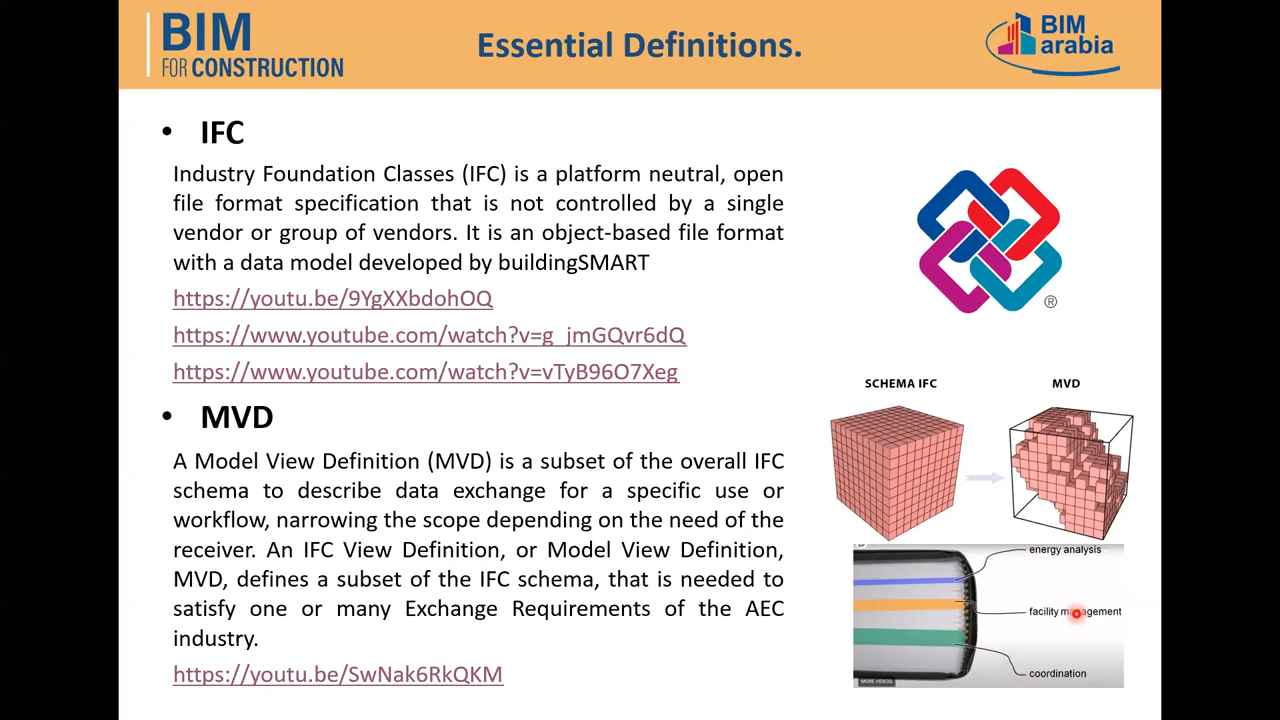 BIM
FOR CONSTRUCTION
Essential Definitions.
BIM
arabia
• IFC
Industry Foundation Classes (IFC) is a platform neutral, open
file format specification that is not controlled by a single
vendor or group of vendors. It is an object-based file format
with a data model developed by buildingSMART
https://youtu.be/9YgXXbdohOQ
https://www.youtube.com/watch?v=g_jmGQvr6dQ
https://www.youtube.com/watch?v=vTyB96O7Xeg
• MVD
A Model View Definition (MVD) is a subset of the overall IFC
schema to describe data exchange for a specific use or
workflow, narrowing the scope depending on the need of the
receiver. An IFC View Definition, or Model View Definition,
MVD, defines a subset of the IFC schema, that is needed to
satisfy one or many Exchange Requirements of the AEC
industry.
https://youtu.be/SwNak6RkQKM
®
SCHEMA IFC
MVD
energy analysis
facility management
coordination
MORE VIDEOS